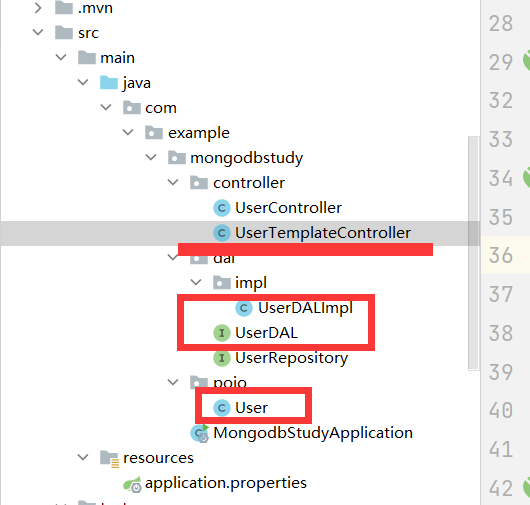 .mvn
src
main
java
com
example
mongodbstudy
controller
UserController
UserTemplateController
dal
impl
UserDALImpl
UserDAL
UserRepository
pojo
User
MongodbStudyApplication
resources
application.properties
28
29
32
33
34
35
36
37
38
39
40
41
42